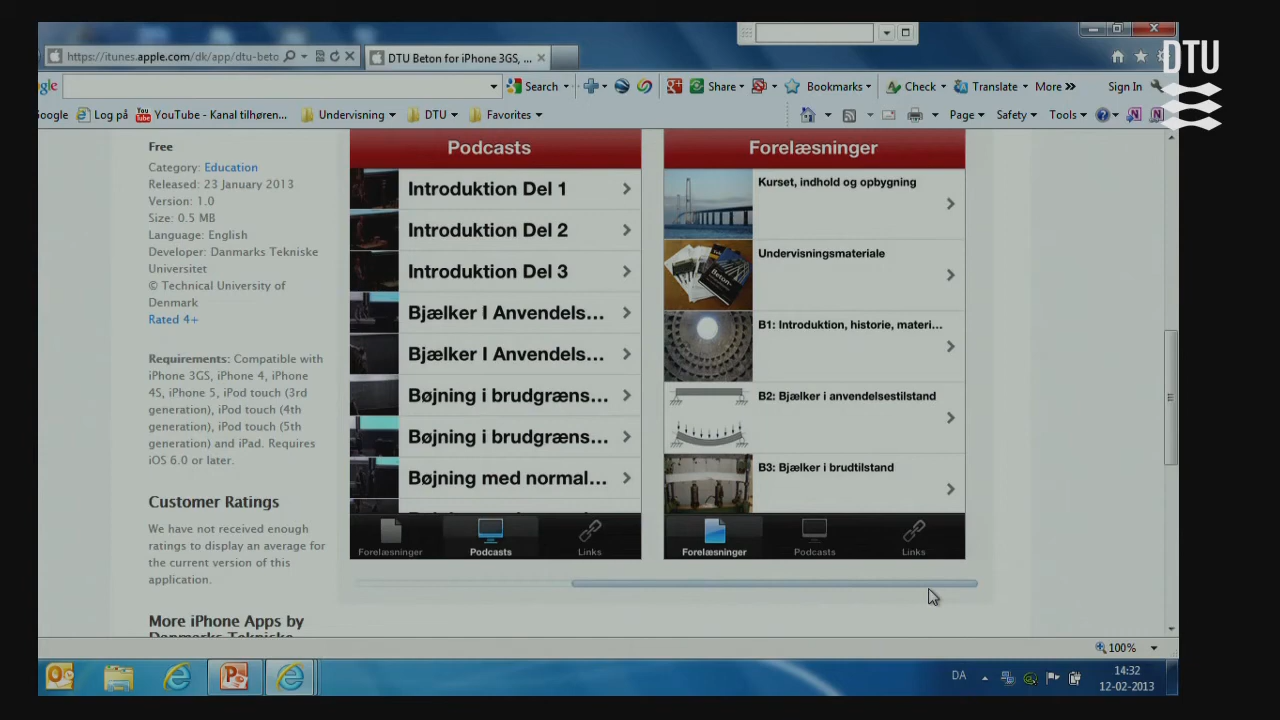 https://itunes.apple.com/dk/app/dtu-beto
DTU Beton for iPhone 3GS, ...
DTU
gle
Search
Share
Bookmarks
Check
Translate
More »
Sign In
Google
Log på
YouTube - Kanal tilhøren...
Undervisning
DTU
Favorites
Page
Safety
Tools
Free
Category: Education
Released: 23 January 2013
Version: 1.0
Size: 0.5 MB
Language: English
Developer: Danmarks Tekniske
Universitet
© Technical University of
Denmark
Rated 4+
Requirements: Compatible with
iPhone 3GS, iPhone 4, iPhone
4S, iPhone 5, iPod touch (3rd
generation), iPod touch (4th
generation), iPod touch (5th
generation) and iPad. Requires
iOS 6.0 or later.
Customer Ratings
We have not received enough
ratings to display an average for
the current version of this
application.
More iPhone Apps by
Danmarks Tekniske
Podcasts
Introduktion Del 1
Introduktion Del 2
Introduktion Del 3
Bjælker I Anvendels...
Bjælker I Anvendels...
Bøjning i brudgræns...
Bøjning i brudgræns...
Bøjning med normal...
Forelæsninger
Podcasts
Links
Forelæsninger
Kurset, indhold og opbygning
Undervisningsmateriale
B1: Introduktion, historie, materi...
B2: Bjælker i anvendelsestilstand
B3: Bjælker i brudtilstand
Forelæsninger
Podcasts
Links
100%
DA
14:32
12-02-2013